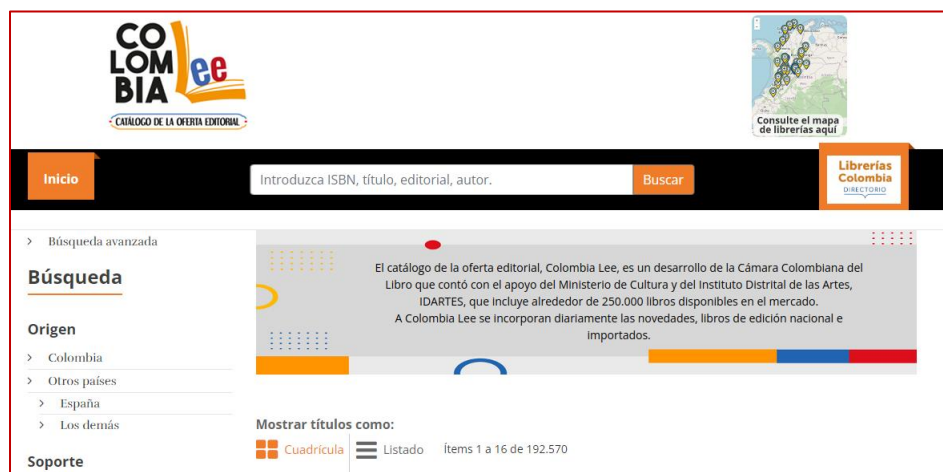 CO
LOM
BIA
Lee
CATÁLOGO DE LA OFERTA EDITORIAL
Consulte el mapa
de librerías aquí
Inicio
Introduzca ISBN, título, editorial, autor.
Buscar
Librerías
Colombia
DIRECTORIO
> Búsqueda avanzada
Búsqueda
Origen
> Colombia
> Otros países
> España
> Los demás
Soporte
El catálogo de la oferta editorial, Colombia Lee, es un desarrollo de la Cámara Colombiana del
Libro que contó con el apoyo del Ministerio de Cultura y del Instituto Distrital de las Artes,
IDARTES, que incluye alrededor de 250.000 libros disponibles en el mercado.
A Colombia Lee se incorporan diariamente las novedades, libros de edición nacional e
importados.
Mostrar títulos como:
Cuadrícula Listado Ítems 1 a 16 de 192.570